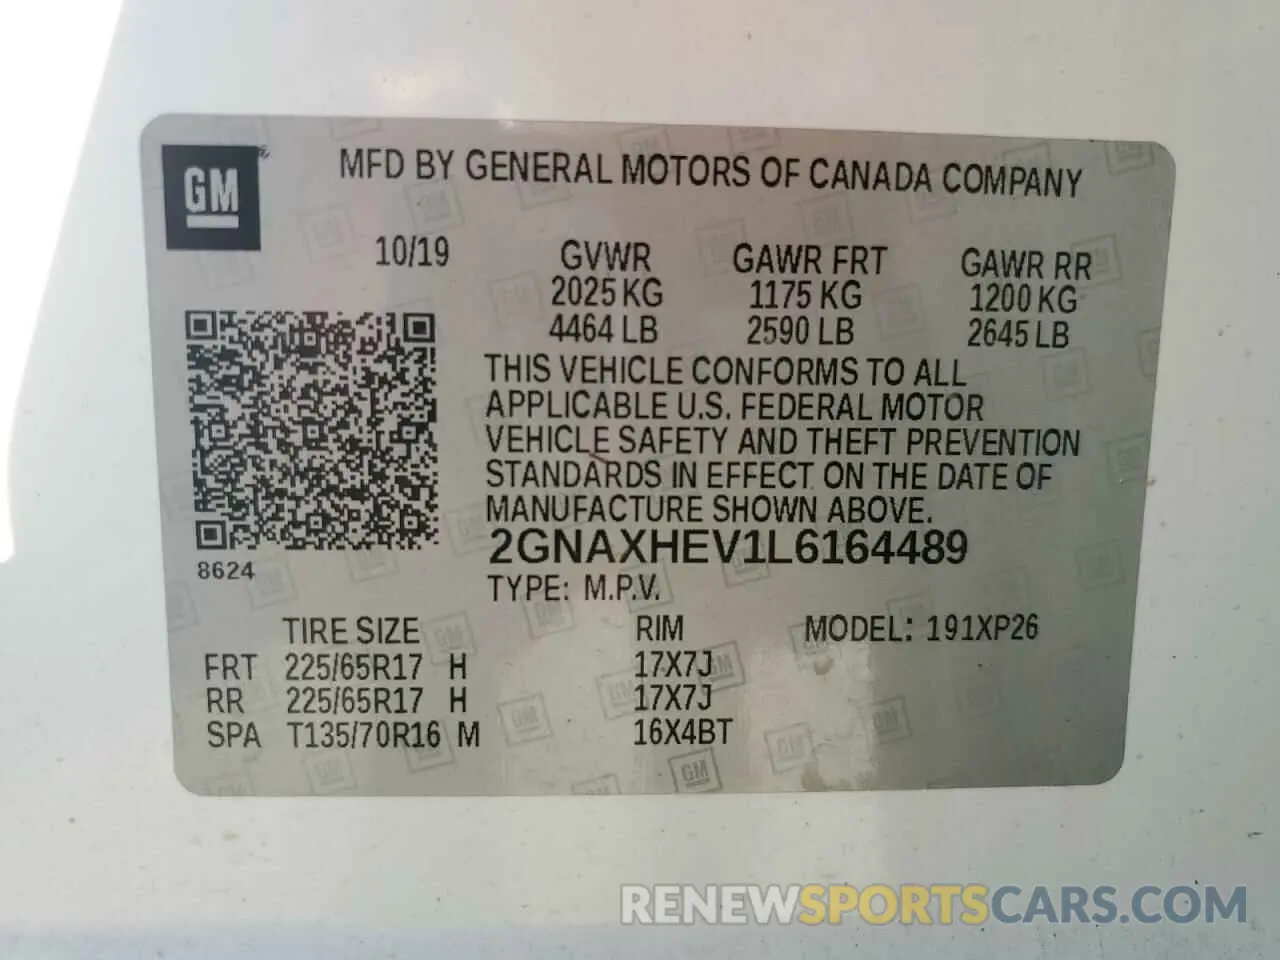 GM
MFD BY GENERAL MOTORS OF CANADA COMPANY
10/19 GVWR GAWR FRT GAWR RR
2025 KG 1175 KG 1200 KG
4464 LB 2590 LB 2645 LB
THIS VEHICLE CONFORMS TO ALL
APPLICABLE U.S. FEDERAL MOTOR
VEHICLE SAFETY AND THEFT PREVENTION
STANDARDS IN EFFECT ON THE DATE OF
MANUFACTURE SHOWN ABOVE.
2GNAXHEV1L6164489
8624
TYPE: M.P.V.
TIRE SIZE RIM MODEL: 191XP26
FRT 225/65R17 H 17X7J
RR 225/65R17 H 17X7J
SPA T135/70R16 M 16X4BT
RENEWSPORTSCARS.COM